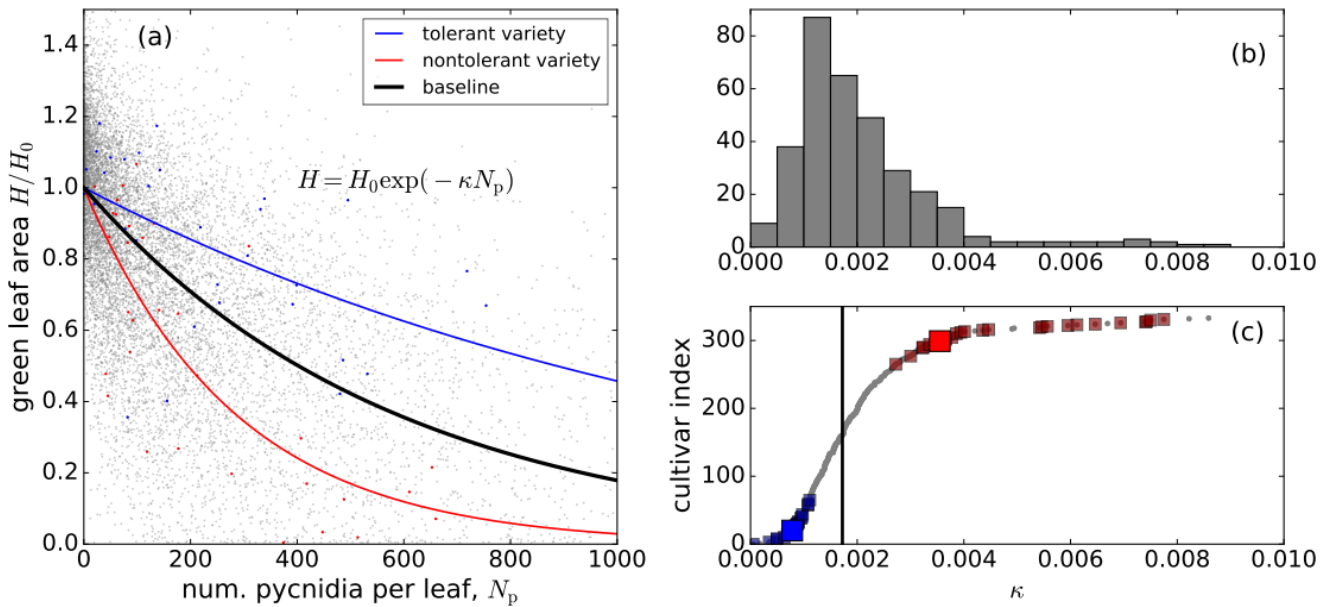 (a)
tolerant variety
nontolerant variety
baseline
H = H₀exp(− κNₚ)
green leaf area H/H₀
1.4
1.2
1.0
0.8
0.6
0.4
0.2
0.0
0 200 400 600 800 1000
num. pycnidia per leaf, Nₚ
(b)
80
60
40
20
0
0.000 0.002 0.004 0.006 0.008 0.010
(c)
cultivar index
300
200
100
0
0.000 0.002 0.004 0.006 0.008 0.010
κ